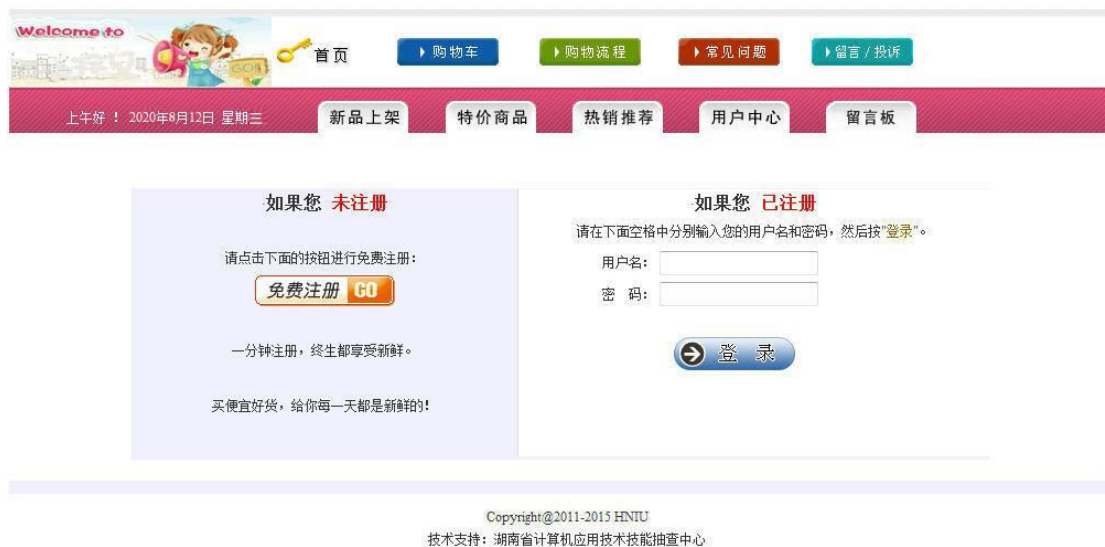 Welcome to
GO!
首页
购物车
购物流程
常见问题
留言/投诉
上午好 ! 2020年8月12日 星期三
新品上架
特价商品
热销推荐
用户中心
留言板
如果您 未注册
请点击下面的按钮进行免费注册：
免费注册 GO
一分钟注册，终生都享受新鲜。
买便宜好货，给你每一天都是新鲜的!
如果您 已注册
请在下面空格中分别输入您的用户名和密码，然后按"登录"。
用户名：
密 码：
登 录
Copyright@2011-2015 HNIU
技术支持：湖南省计算机应用技术技能抽查中心